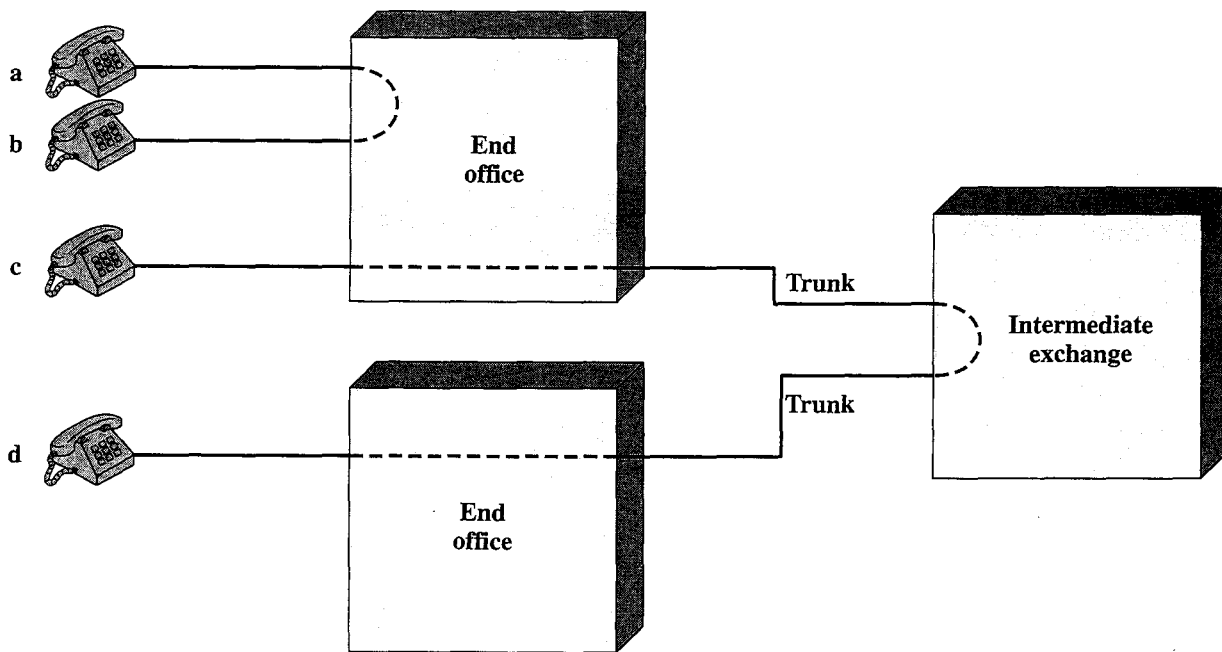 a
b
End
office
c
Trunk
Intermediate
exchange
Trunk
d
End
office